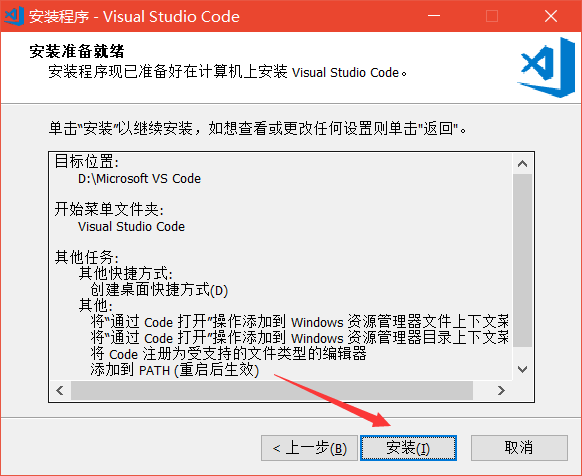 安装程序 - Visual Studio Code
安装准备就绪
安装程序现已准备好在计算机上安装 Visual Studio Code。
单击“安装”以继续安装，如想查看或更改任何设置则单击"返回"。
目标位置:
D:\Microsoft VS Code
开始菜单文件夹:
Visual Studio Code
其他任务:
其他快捷方式:
创建桌面快捷方式(D)
其他:
将“通过 Code 打开”操作添加到 Windows 资源管理器文件上下文菜
将“通过 Code 打开”操作添加到 Windows 资源管理器目录上下文菜
将 Code 注册为受支持的文件类型的编辑器
添加到 PATH (重启后生效)
< 上一步(B) 安装(I) 取消